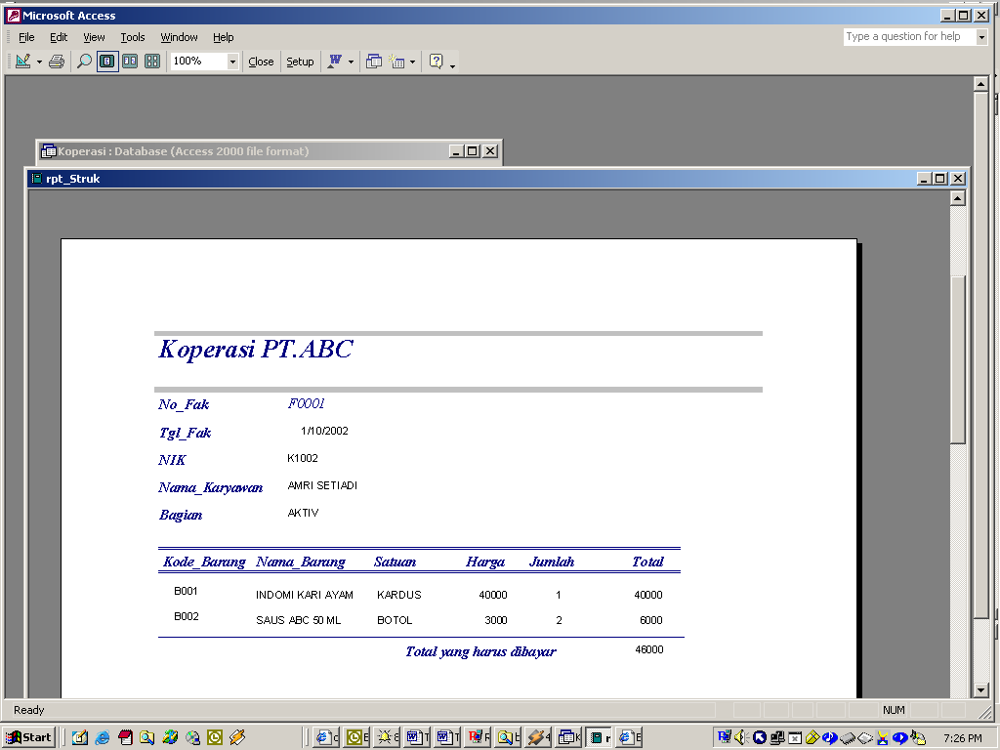 Microsoft Access
File Edit View Tools Window Help Type a question for help
100% Close Setup
Koperasi : Database (Access 2000 file format)
rpt_Struk
Koperasi PT.ABC
No_Fak F0001
Tgl_Fak 1/10/2002
NIK K1002
Nama_Karyawan AMRI SETIADI
Bagian AKTIV
Kode_Barang Nama_Barang Satuan Harga Jumlah Total
B001 INDOMI KARI AYAM KARDUS 40000 1 40000
B002 SAUS ABC 50 ML BOTOL 3000 2 6000
Total yang harus dibayar 46000
Ready NUM
Start 7:26 PM